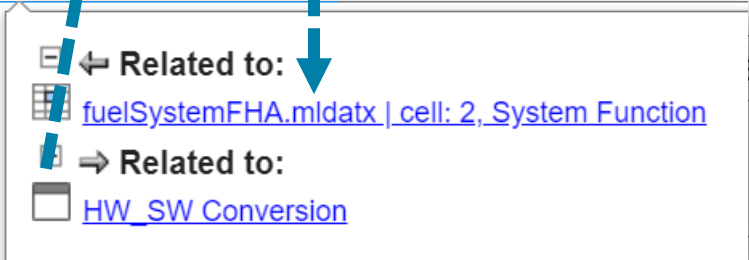 Related to:
fuelSystemFHA.mldatx | cell: 2, System Function
Related to:
HW_SW Conversion